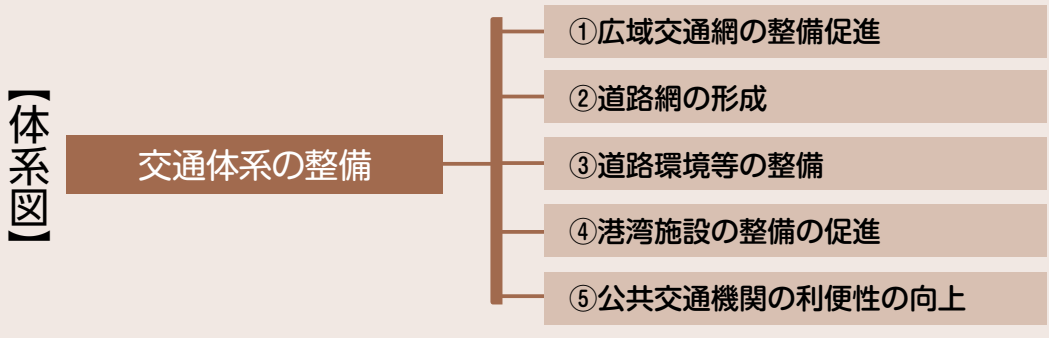 【体系図】
交通体系の整備
①広域交通網の整備促進
②道路網の形成
③道路環境等の整備
④港湾施設の整備の促進
⑤公共交通機関の利便性の向上